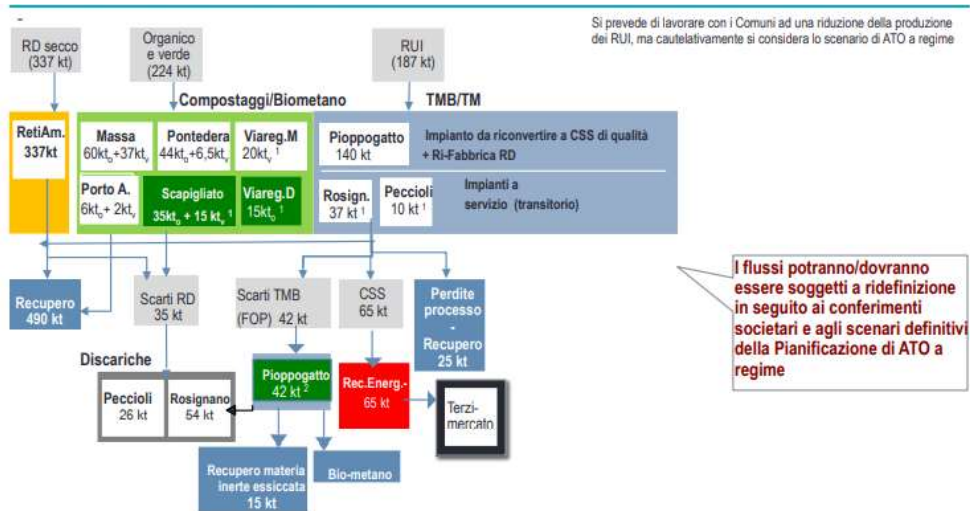 -
Si prevede di lavorare con i Comuni ad una riduzione della produzione
dei RUI, ma cautelativamente si considera lo scenario di ATO a regime
RD secco
(337 kt)
Organico
e verde
(224 kt)
RUI
(187 kt)
Compostaggi/Biometano
TMB/TM
RetiAm.
337kt
Massa
60kto+37ktv
Pontedera
44kto+6,5ktv
Viareg.M
20ktv 1
Pioppogatto
140 kt
Impianto da riconvertire a CSS di qualità
+ Ri-Fabbrica RD
Porto A.
6kto+ 2ktv
Scapigliato
35kto + 15 ktv 1
Viareg.D
15kto 1
Rosign.
37 kt 1
Peccioli
10 kt 1
Impianti a
servizio (transitorio)
Recupero
490 kt
Scarti RD
35 kt
Scarti TMB
(FOP) 42 kt
CSS
65 kt
Perdite
processo
-
Recupero
25 kt
I flussi potranno/dovranno
essere soggetti a ridefinizione
in seguito ai conferimenti
societari e agli scenari definitivi
della Pianificazione di ATO a
regime
Discariche
Peccioli
26 kt
Rosignano
54 kt
Pioppogatto
42 kt 2
Rec.Energ.-
65 kt
Terzi-
mercato
Recupero materia
inerte essiccata
15 kt
Bio-metano